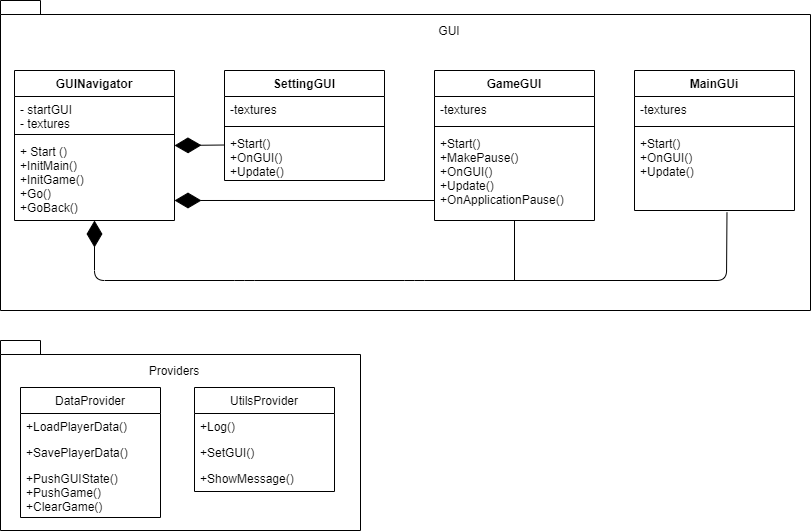 GUI
GUINavigator
- startGUI
- textures
+ Start ()
+InitMain()
+InitGame()
+Go()
+GoBack()
SettingGUI
-textures
+Start()
+OnGUI()
+Update()
GameGUI
-textures
+Start()
+MakePause()
+OnGUI()
+Update()
+OnApplicationPause()
MainGUi
-textures
+Start()
+OnGUI()
+Update()
Providers
DataProvider
+LoadPlayerData()
+SavePlayerData()
+PushGUIState()
+PushGame()
+ClearGame()
UtilsProvider
+Log()
+SetGUI()
+ShowMessage()